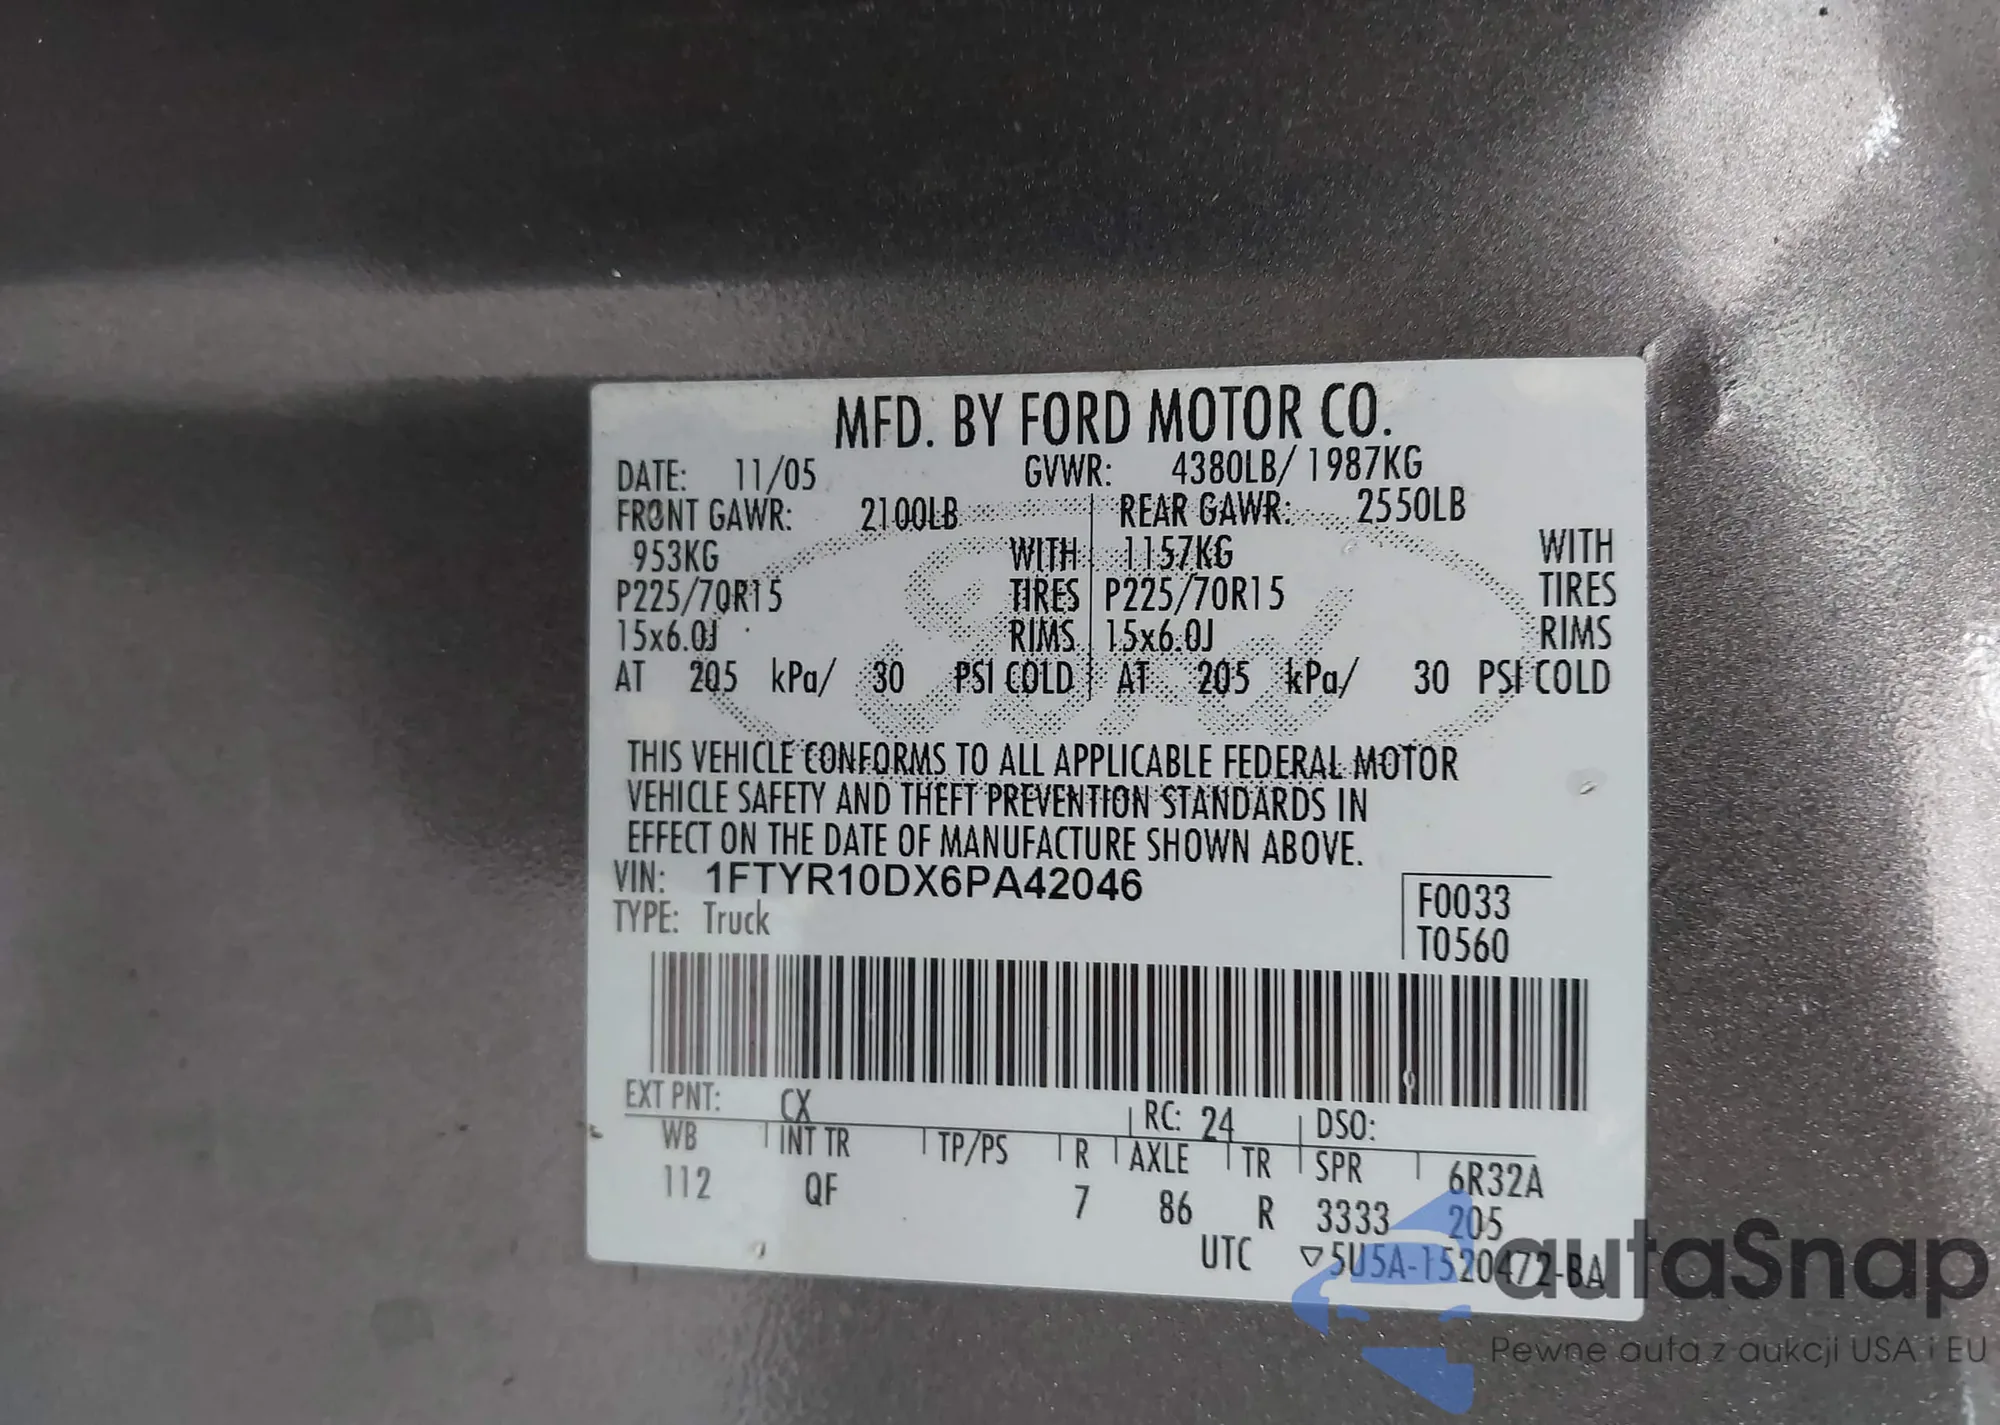 MFD. BY FORD MOTOR CO.
DATE: 11/05 GVWR: 4380LB/ 1987KG
FRONT GAWR: 2100LB REAR GAWR: 2550LB
953KG WITH 1157KG WITH
P225/70R15 TIRES P225/70R15 TIRES
15x6.0J RIMS 15x6.0J RIMS
AT 205 kPa/ 30 PSI COLD AT 205 kPa/ 30 PSI COLD
Ford
THIS VEHICLE CONFORMS TO ALL APPLICABLE FEDERAL MOTOR
VEHICLE SAFETY AND THEFT PREVENTION STANDARDS IN
EFFECT ON THE DATE OF MANUFACTURE SHOWN ABOVE.
VIN: 1FTYR10DX6PA42046
TYPE: Truck
F0033
T0560
EXT PNT: CX RC: 24 DSO:
WB INT TR TP/PS R AXLE TR SPR 6R32A
112 QF 7 86 R 3333 205
UTC ▽5U5A-1520472-BA
autaSnap
Pewne auta z aukcji USA i EU